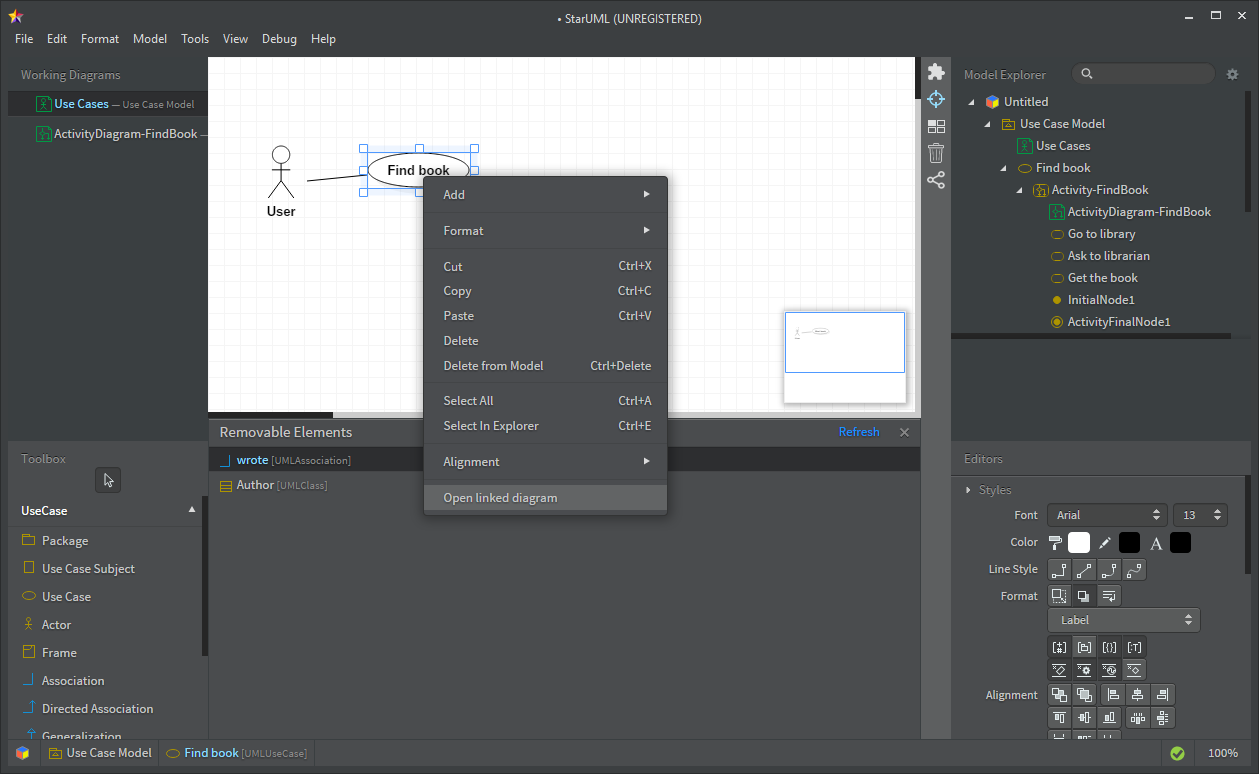 • StarUML (UNREGISTERED)
File Edit Format Model Tools View Debug Help
Working Diagrams
Use Cases — Use Case Model
ActivityDiagram-FindBook —
User
Find book
Add
Format
Cut Ctrl+X
Copy Ctrl+C
Paste Ctrl+V
Delete
Delete from Model Ctrl+Delete
Select All Ctrl+A
Select In Explorer Ctrl+E
Alignment
Open linked diagram
Removable Elements Refresh
wrote [UMLAssociation]
Author [UMLClass]
Toolbox
UseCase
Package
Use Case Subject
Use Case
Actor
Frame
Association
Directed Association
Generalization
Model Explorer
Untitled
Use Case Model
Use Cases
Find book
Activity-FindBook
ActivityDiagram-FindBook
Go to library
Ask to librarian
Get the book
InitialNode1
ActivityFinalNode1
Editors
Styles
Font Arial 13
Color A
Line Style
Format
Label
Alignment
Use Case Model Find book [UMLUseCase] 100%